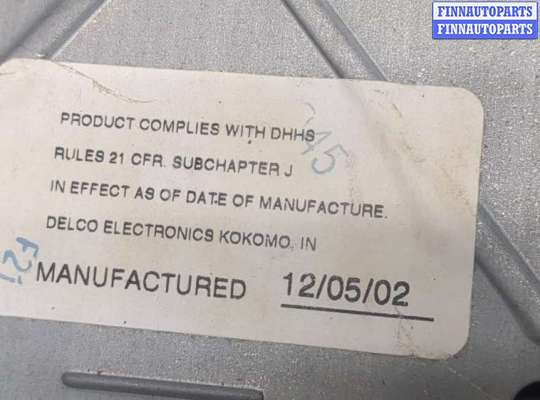 FINNAUTOPARTS
FINNAUTOPARTS
PRODUCT COMPLIES WITH DHHS
RULES 21 CFR. SUBCHAPTER J
IN EFFECT AS OF DATE OF MANUFACTURE.
DELCO ELECTRONICS KOKOMO, IN
MANUFACTURED 12/05/02